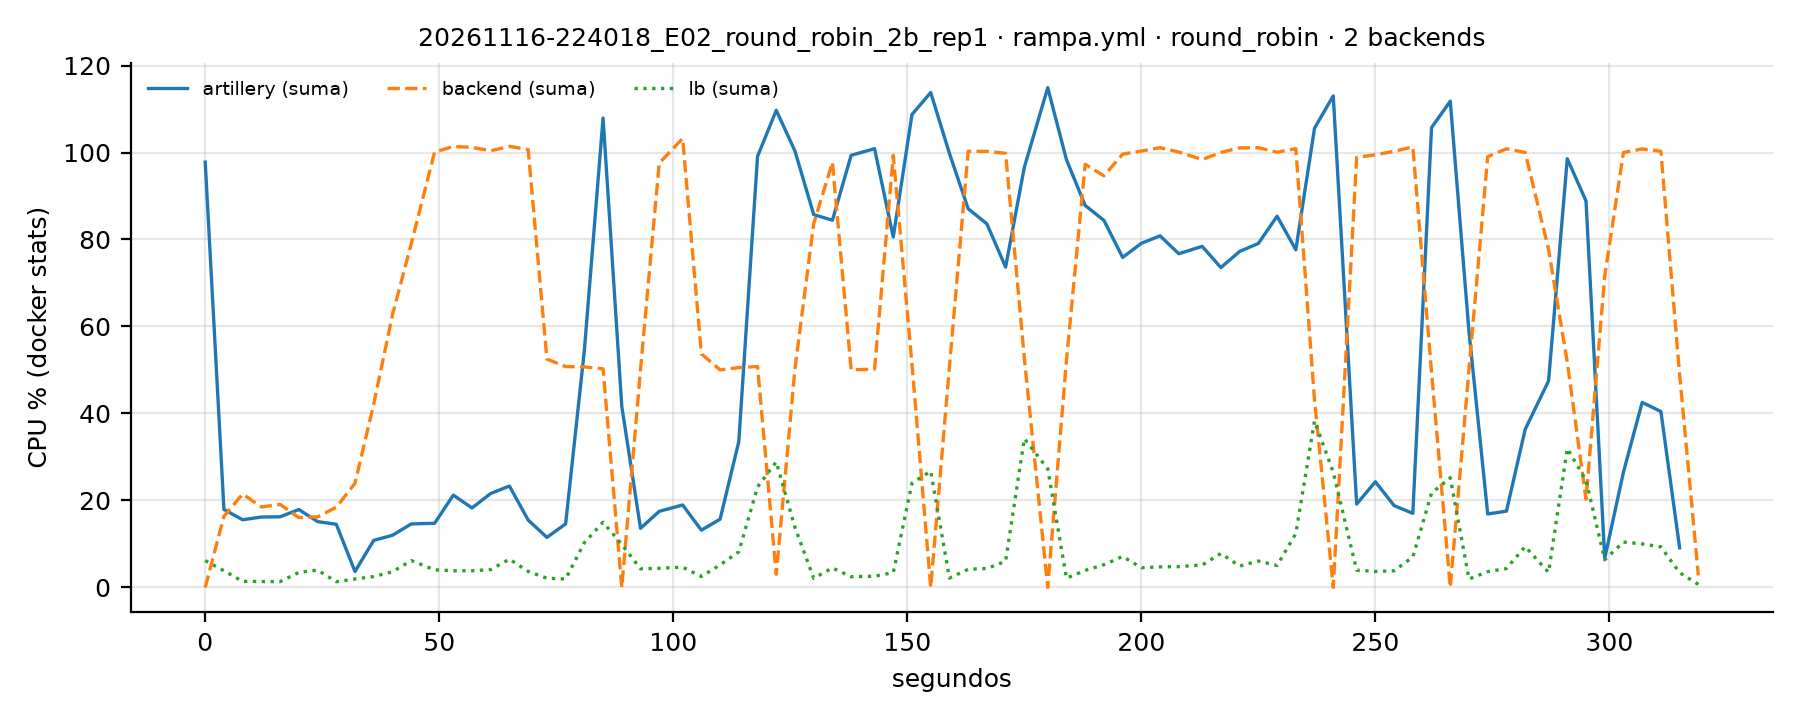 20261116-224018_E02_round_robin_2b_rep1 · rampa.yml · round_robin · 2 backends
artillery (suma) backend (suma) lb (suma)
CPU % (docker stats)
120
100
80
60
40
20
0
0 50 100 150 200 250 300
segundos